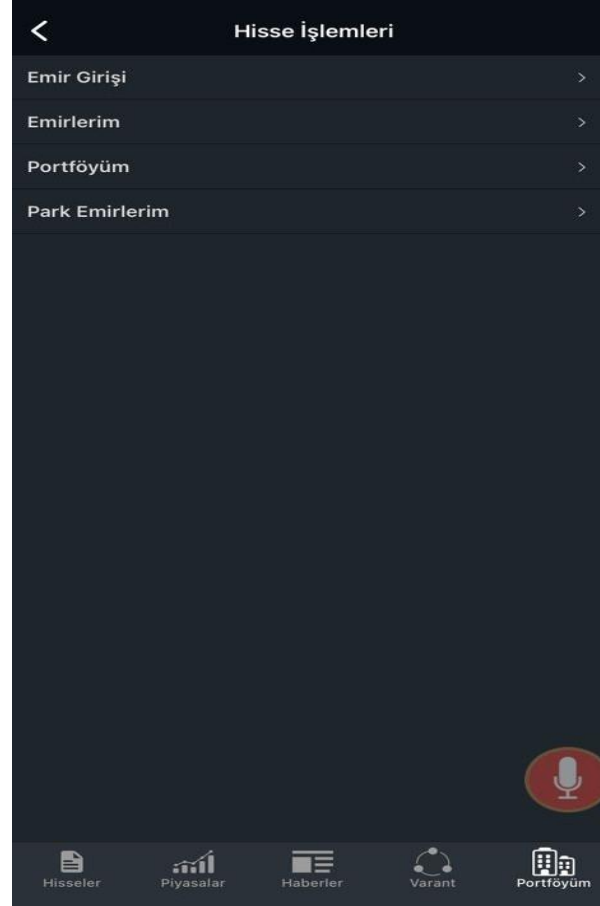 Hisse İşlemleri
Emir Girişi
Emirlerim
Portföyüm
Park Emirlerim
Hisseler Piyasalar Haberler Varant Portföyüm